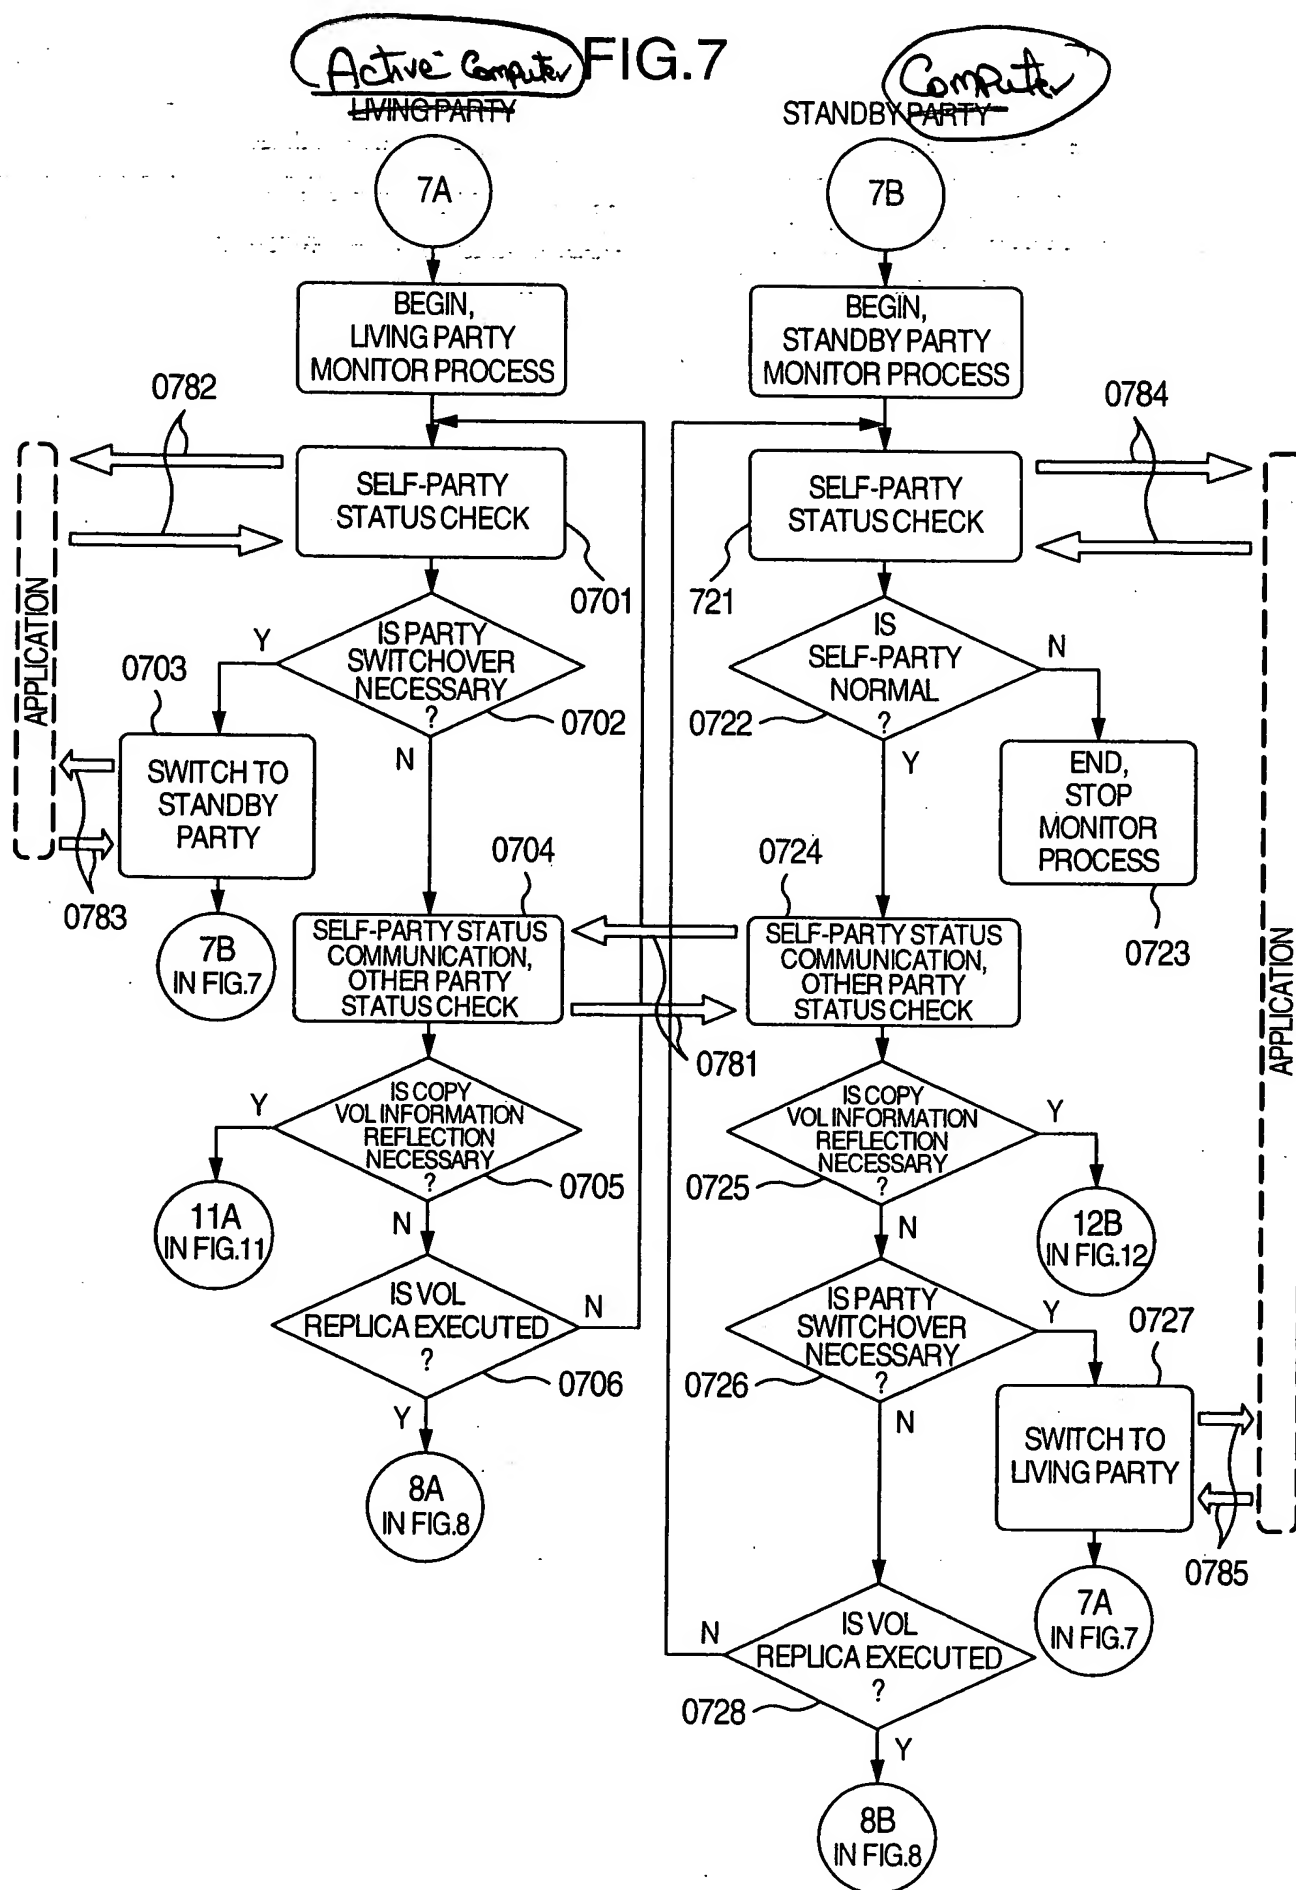 Active Computer
FIG.7
Computer
LIVING PARTY
STANDBY PARTY
7A
7B
BEGIN,
LIVING PARTY
MONITOR PROCESS
BEGIN,
STANDBY PARTY
MONITOR PROCESS
0782
0784
SELF-PARTY
STATUS CHECK
SELF-PARTY
STATUS CHECK
0701
721
APPLICATION
Y
IS PARTY
SWITCHOVER
NECESSARY
?
0702
N
IS
SELF-PARTY
NORMAL
?
0722
N
Y
0703
SWITCH TO
STANDBY
PARTY
0783
7B
IN FIG.7
END,
STOP
MONITOR
PROCESS
0723
0704
SELF-PARTY STATUS
COMMUNICATION,
OTHER PARTY
STATUS CHECK
0724
SELF-PARTY STATUS
COMMUNICATION,
OTHER PARTY
STATUS CHECK
0781
APPLICATION
Y
IS COPY
VOL INFORMATION
REFLECTION
NECESSARY
?
0705
N
11A
IN FIG.11
IS COPY
VOL INFORMATION
REFLECTION
NECESSARY
?
0725
Y
N
12B
IN FIG.12
IS VOL
REPLICA EXECUTED
?
N
0706
Y
8A
IN FIG.8
IS PARTY
SWITCHOVER
NECESSARY
?
0726
Y
N
0727
SWITCH TO
LIVING PARTY
0785
7A
IN FIG.7
N
IS VOL
REPLICA EXECUTED
?
0728
Y
8B
IN FIG.8